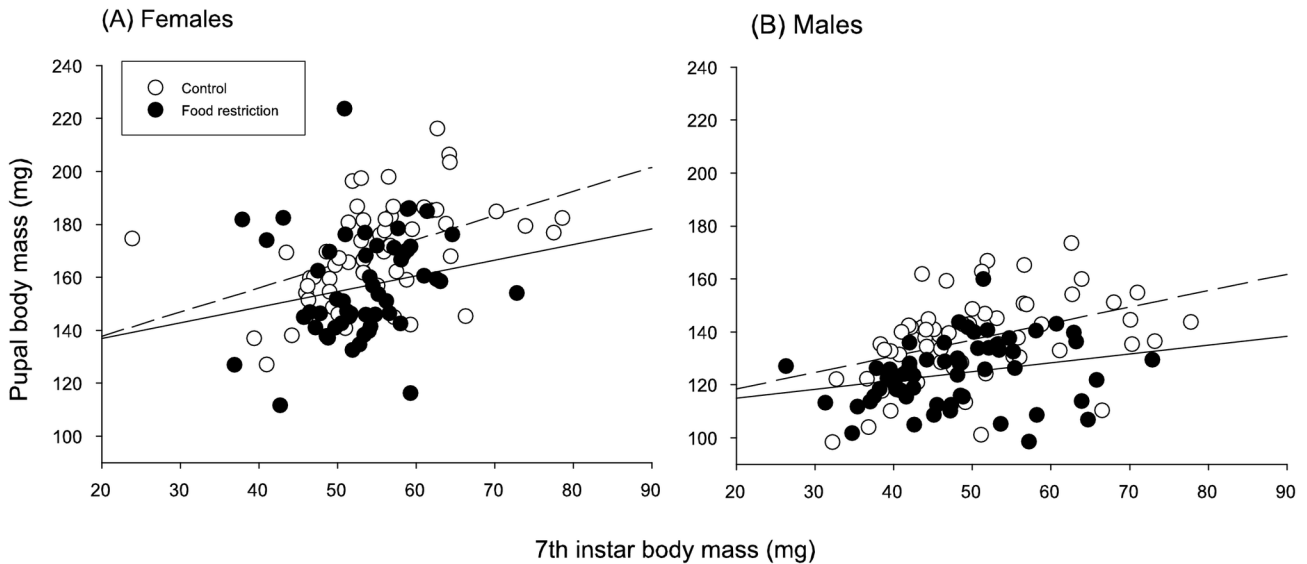 (A) Females
(B) Males
Control
Food restriction
Pupal body mass (mg)
240
220
200
180
160
140
120
100
20 30 40 50 60 70 80 90
240
220
200
180
160
140
120
100
20 30 40 50 60 70 80 90
7th instar body mass (mg)